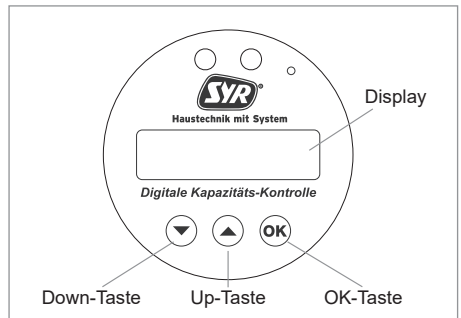 SYR®
Haustechnik mit System
Display
Digitale Kapazitäts-Kontrolle
OK
Down-Taste Up-Taste OK-Taste